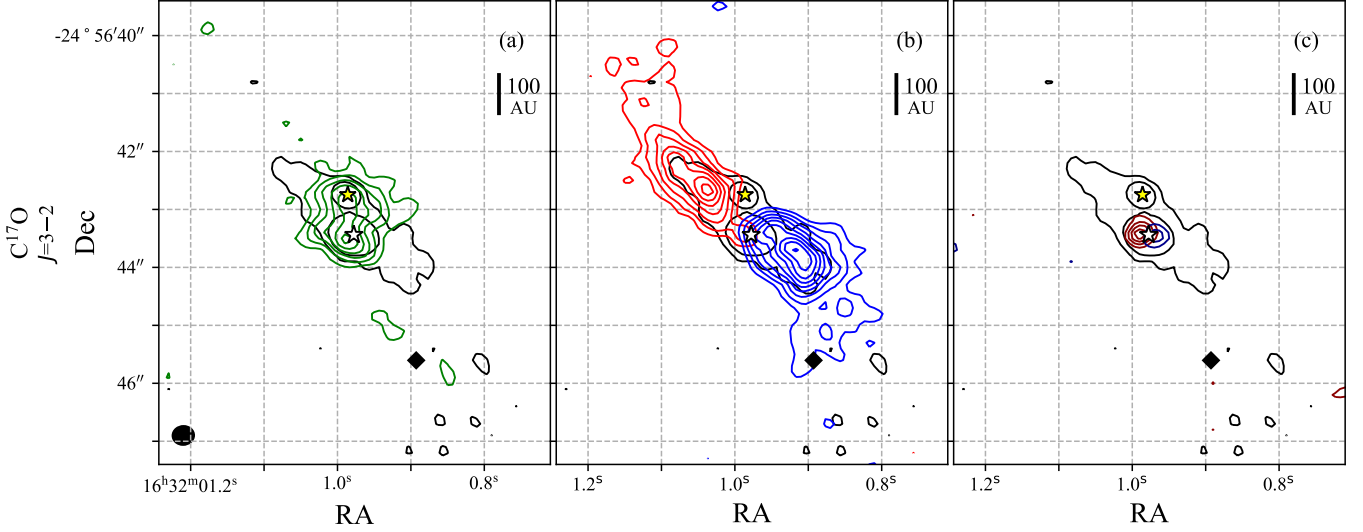 (a)
(b)
(c)
100
AU
100
AU
100
AU
-24°56′40″
42″
44″
46″
C¹⁷O
J=3−2
Dec
16ʰ32ᵐ01.2ˢ
1.0ˢ
0.8ˢ
1.2ˢ
1.0ˢ
0.8ˢ
1.2ˢ
1.0ˢ
0.8ˢ
RA
RA
RA